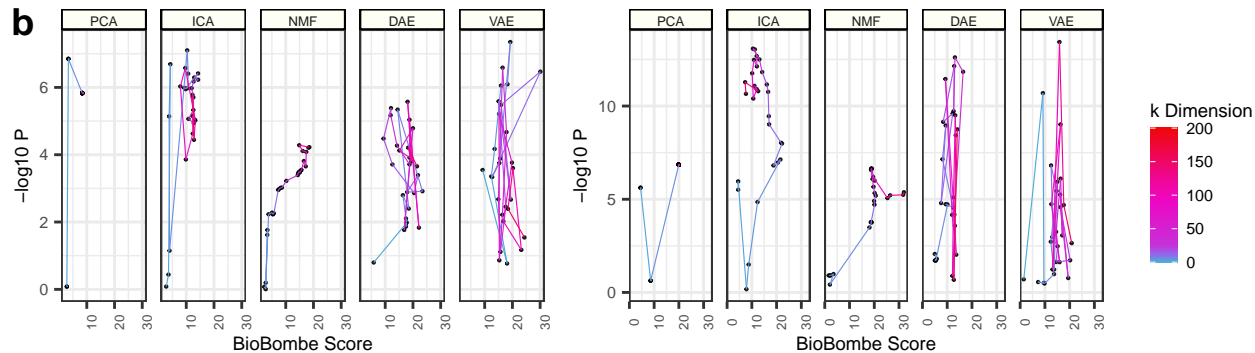 b
PCA ICA NMF DAE VAE
−log10 P
6
4
2
0
10 20 30 10 20 30 10 20 30 10 20 30 10 20 30
BioBombe Score
PCA ICA NMF DAE VAE
−log10 P
10
5
0
0 10 20 30 0 10 20 30 0 10 20 30 0 10 20 30 0 10 20 30
BioBombe Score
k Dimension
200
150
100
50
0